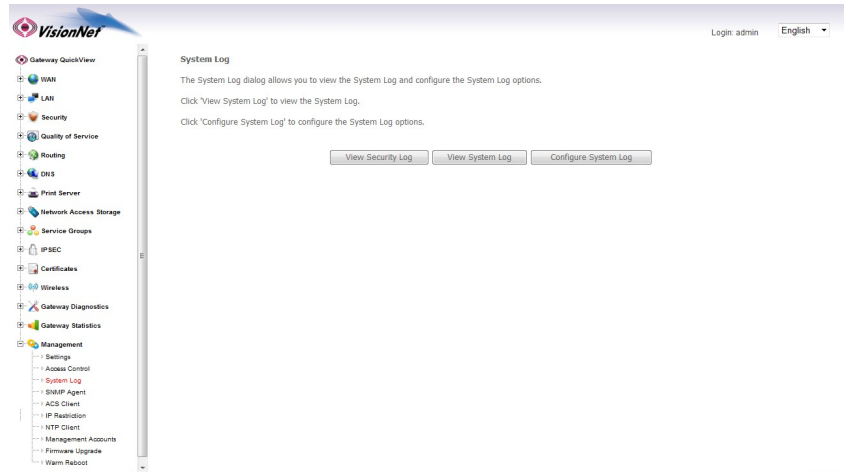 VisionNet
Login: admin
English
Gateway QuickView
WAN
LAN
Security
Quality of Service
Routing
DNS
Print Server
Network Access Storage
Service Groups
IPSEC
Certificates
Wireless
Gateway Diagnostics
Gateway Statistics
Management
Settings
Access Control
System Log
SNMP Agent
ACS Client
IP Restriction
NTP Client
Management Accounts
Firmware Upgrade
Warm Reboot
System Log
The System Log dialog allows you to view the System Log and configure the System Log options.
Click 'View System Log' to view the System Log.
Click 'Configure System Log' to configure the System Log options.
View Security Log
View System Log
Configure System Log